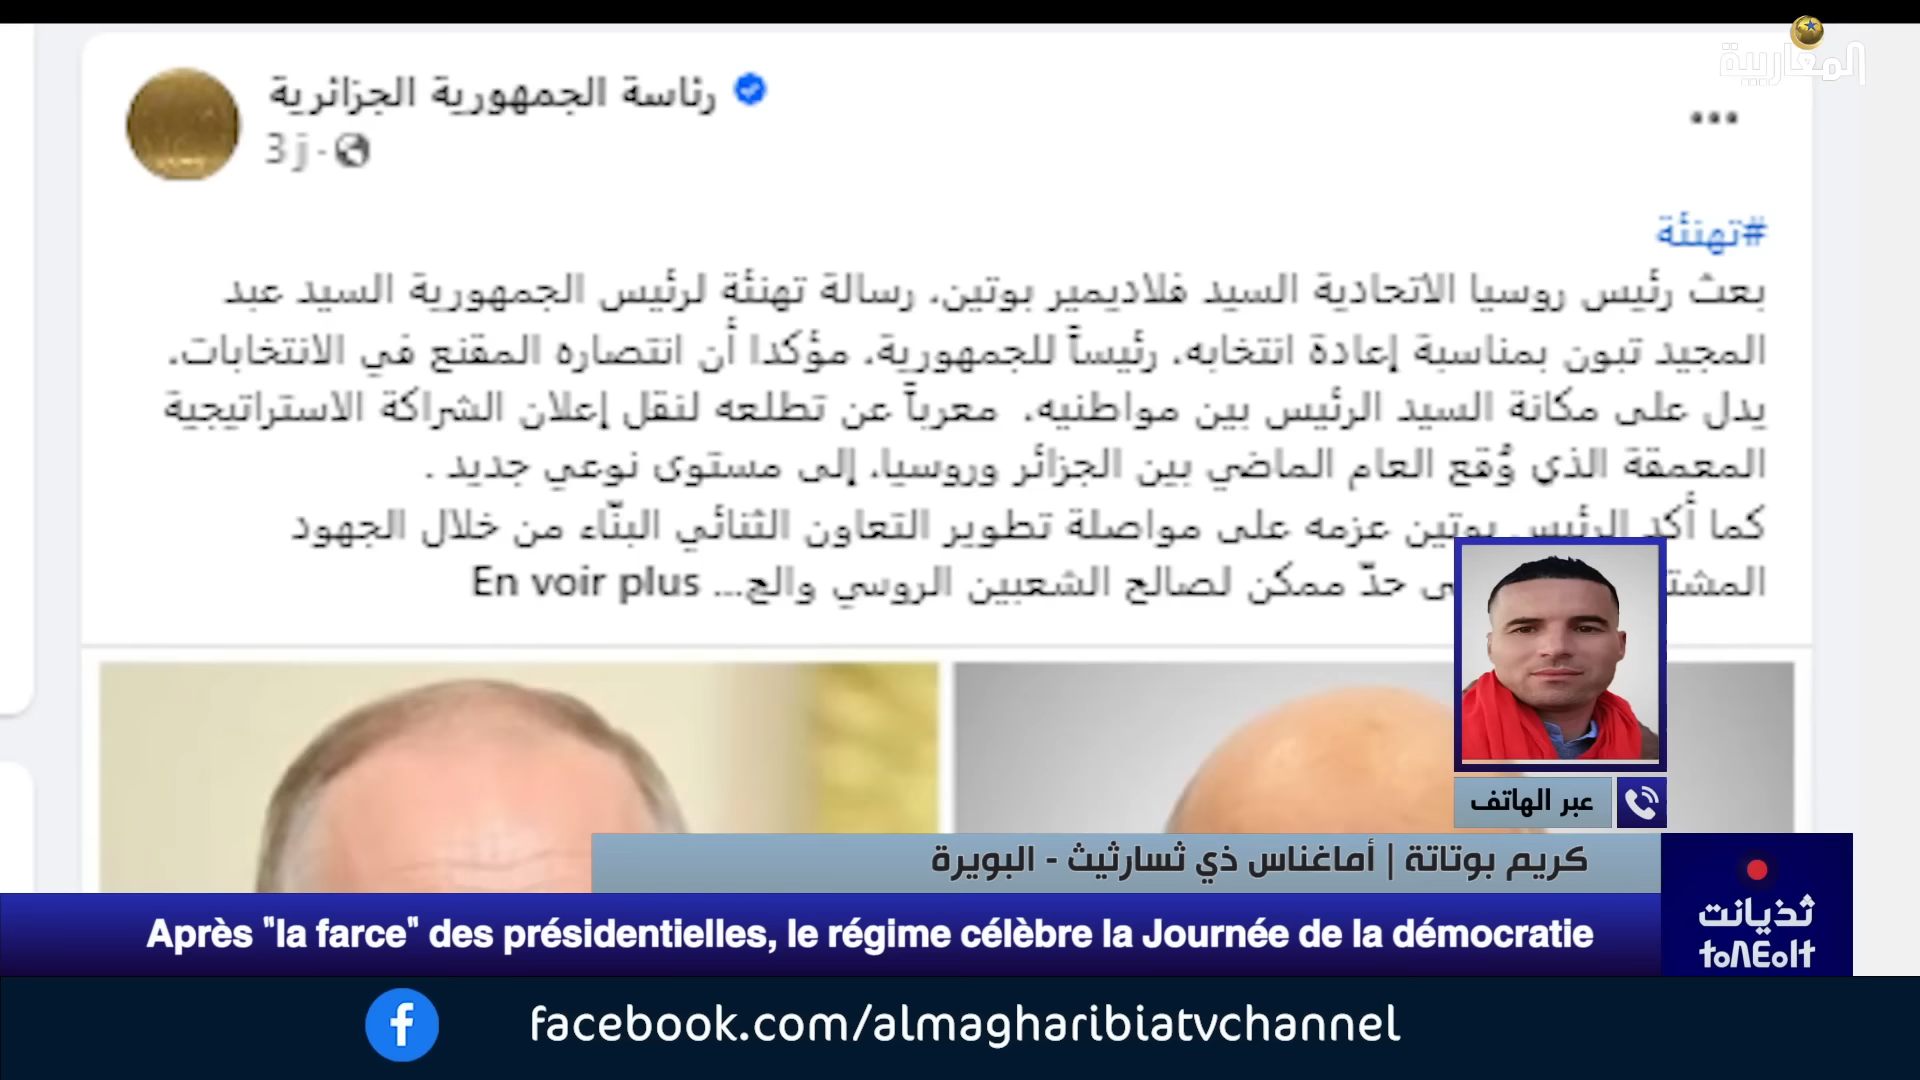 المغاربية
رئاسة الجمهورية الجزائرية
3 j ·
#تهنئة
بعث رئيس روسيا الاتحادية السيد فلاديمير بوتين، رسالة تهنئة لرئيس الجمهورية السيد عبد
المجيد تبون بمناسبة إعادة انتخابه، رئيساً للجمهورية، مؤكدا أن انتصاره المقنع في الانتخابات،
يدل على مكانة السيد الرئيس بين مواطنيه، معرباً عن تطلعه لنقل إعلان الشراكة الاستراتيجية
المعمقة الذي وُقع العام الماضي بين الجزائر وروسيا، إلى مستوى نوعي جديد .
كما أكد الرئيس بوتين عزمه على مواصلة تطوير التعاون الثنائي البنّاء من خلال الجهود
حدّ ممكن لصالح الشعبين الروسي والج... En voir plus
عبر الهاتف
كريم بوتاتة | أماغناس ذي ثسارثيث - البويرة
Après "la farce" des présidentielles, le régime célèbre la Journée de la démocratie
ثذيانت
toΛEoIt
facebook.com/almagharibiatvchannel